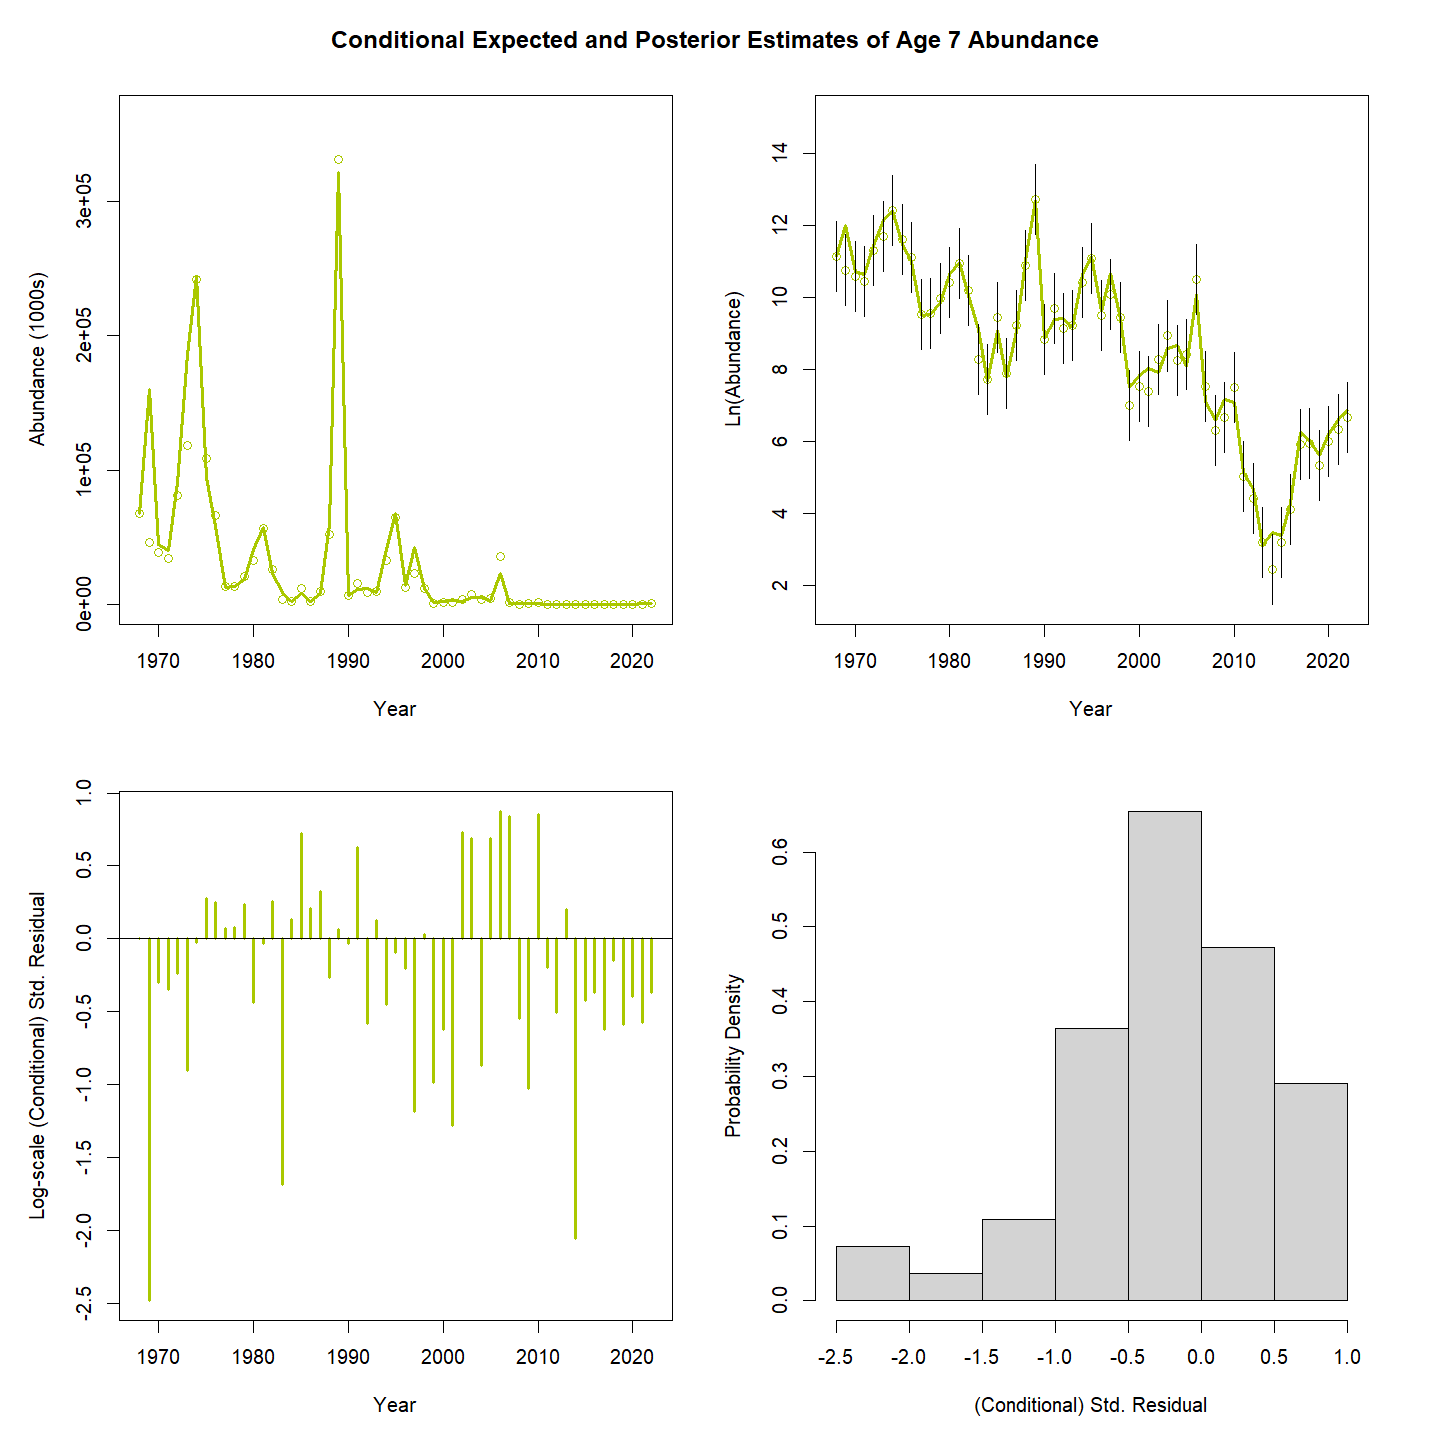 Conditional Expected and Posterior Estimates of Age 7 Abundance
Abundance (1000s)
3e+05
2e+05
1e+05
0e+00
1970 1980 1990 2000 2010 2020
Year
Ln(Abundance)
14
12
10
8
6
4
2
1970 1980 1990 2000 2010 2020
Year
Log-scale (Conditional) Std. Residual
1.0
0.5
0.0
-0.5
-1.0
-1.5
-2.0
-2.5
1970 1980 1990 2000 2010 2020
Year
Probability Density
0.6
0.5
0.4
0.3
0.2
0.1
0.0
-2.5 -2.0 -1.5 -1.0 -0.5 0.0 0.5 1.0
(Conditional) Std. Residual